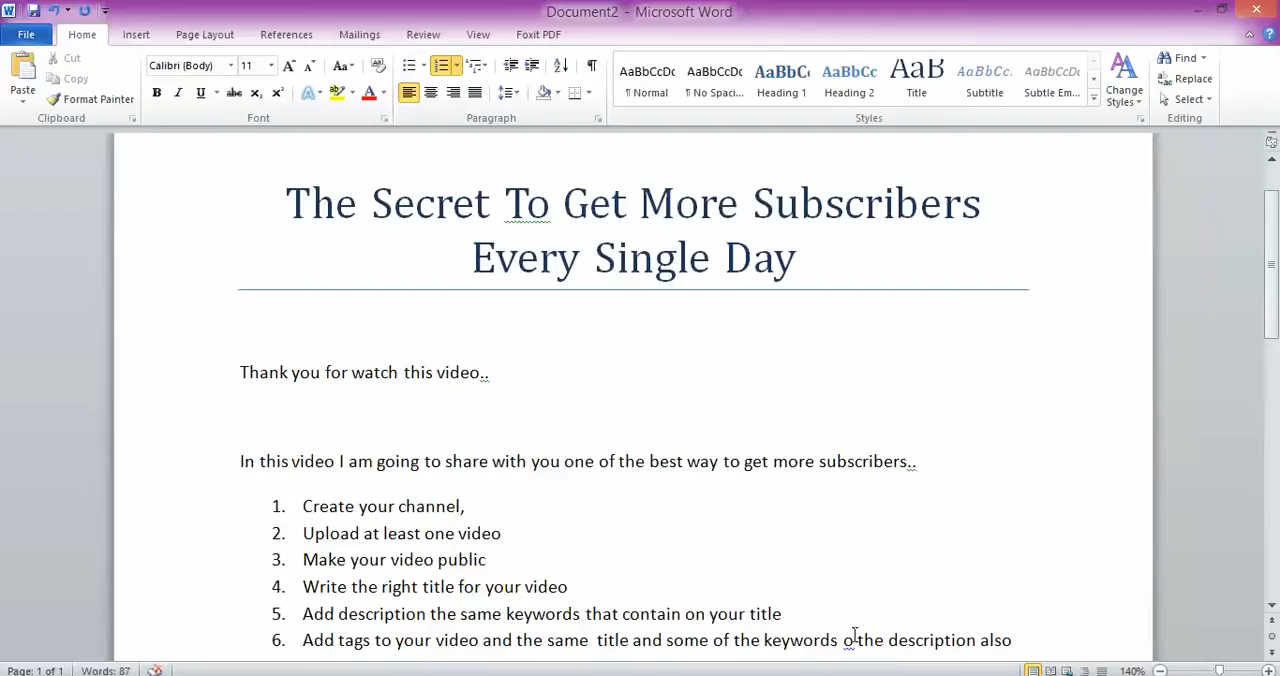 Document2 - Microsoft Word
File Home Insert Page Layout References Mailings Review View Foxit PDF
Paste Cut Copy Format Painter
Calibri (Body) 11
AaBbCcDc AaBbCcDc AaBbC AaBbCc AaB AaBbCc. AaBbCcDc
¶ Normal ¶ No Spaci... Heading 1 Heading 2 Title Subtitle Subtle Em...
Change Styles
Find Replace Select
Clipboard Font Paragraph Styles Editing
The Secret To Get More Subscribers
Every Single Day
Thank you for watch this video..
In this video I am going to share with you one of the best way to get more subscribers..
1. Create your channel,
2. Upload at least one video
3. Make your video public
4. Write the right title for your video
5. Add description the same keywords that contain on your title
6. Add tags to your video and the same title and some of the keywords o the description also
Page: 1 of 1 Words: 87 140%